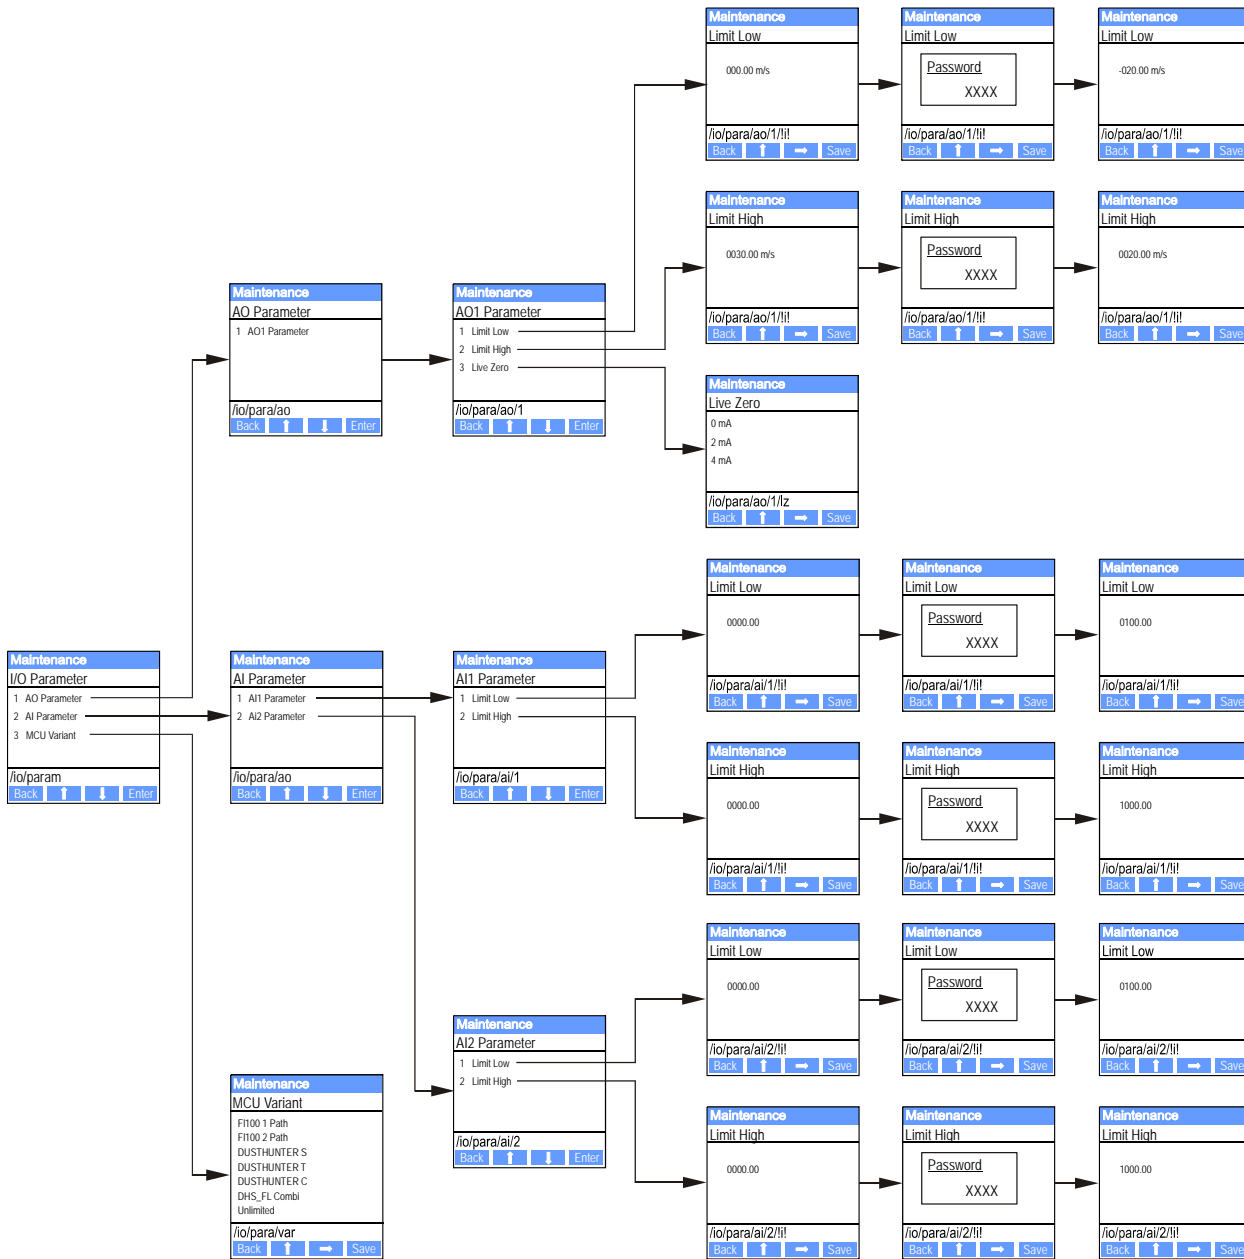 Maintenance
Limit Low
000.00 m/s
/io/para/ao/1/!i!
Back Save
Maintenance
Limit Low
Password
XXXX
/io/para/ao/1/!i!
Back Save
Maintenance
Limit Low
-020.00 m/s
/io/para/ao/1/!i!
Back Save
Maintenance
Limit High
0030.00 m/s
/io/para/ao/1/!i!
Back Save
Maintenance
Limit High
Password
XXXX
/io/para/ao/1/!i!
Back Save
Maintenance
Limit High
0020.00 m/s
/io/para/ao/1/!i!
Back Save
Maintenance
AO Parameter
1 AO1 Parameter
/io/para/ao
Back Enter
Maintenance
AO1 Parameter
1 Limit Low
2 Limit High
3 Live Zero
/io/para/ao/1
Back Enter
Maintenance
Live Zero
0 mA
2 mA
4 mA
/io/para/ao/1/lz
Back Save
Maintenance
Limit Low
0000.00
/io/para/ai/1/!i!
Back Save
Maintenance
Limit Low
Password
XXXX
/io/para/ai/1/!i!
Back Save
Maintenance
Limit Low
0100.00
/io/para/ai/1/!i!
Back Save
Maintenance
I/O Parameter
1 AO Parameter
2 AI Parameter
3 MCU Variant
/io/param
Back Enter
Maintenance
AI Parameter
1 AI1 Parameter
2 Ai2 Parameter
/io/para/ao
Back Enter
Maintenance
AI1 Parameter
1 Limit Low
2 Limit High
/io/para/ai/1
Back Enter
Maintenance
Limit High
0000.00
/io/para/ai/1/!i!
Back Save
Maintenance
Limit High
Password
XXXX
/io/para/ai/1/!i!
Back Save
Maintenance
Limit High
1000.00
/io/para/ai/1/!i!
Back Save
Maintenance
Limit Low
0000.00
/io/para/ai/2/!i!
Back Save
Maintenance
Limit Low
Password
XXXX
/io/para/ai/2/!i!
Back Save
Maintenance
Limit Low
0100.00
/io/para/ai/2/!i!
Back Save
Maintenance
AI2 Parameter
1 Limit Low
2 Limit High
/io/para/ai/2
Back Enter
Maintenance
MCU Variant
Fl100 1 Path
Fl100 2 Path
DUSTHUNTER S
DUSTHUNTER T
DUSTHUNTER C
DHS_FL Combi
Unlimited
/io/para/var
Back Save
Maintenance
Limit High
0000.00
/io/para/ai/2/!i!
Back Save
Maintenance
Limit High
Password
XXXX
/io/para/ai/2/!i!
Back Save
Maintenance
Limit High
1000.00
/io/para/ai/2/!i!
Back Save